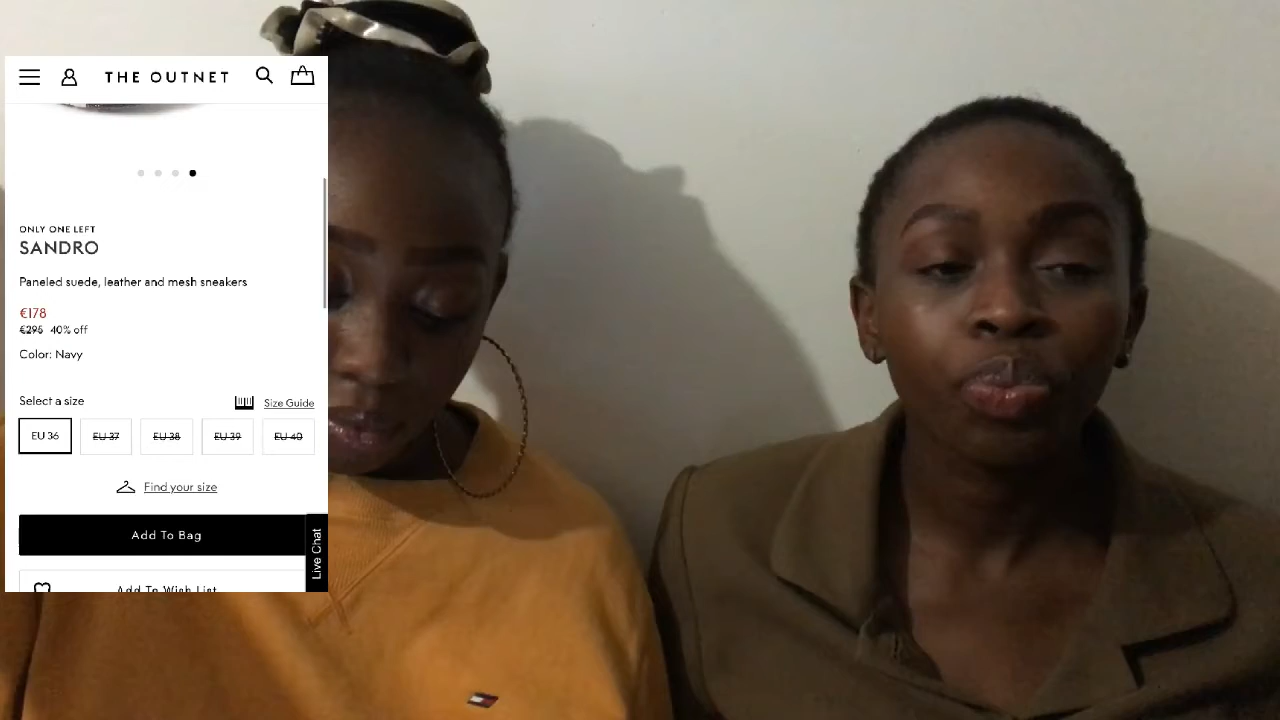 THE OUTNET
ONLY ONE LEFT
SANDRO
Paneled suede, leather and mesh sneakers
€178
€295 40% off
Color: Navy
Select a size Size Guide
EU 36 EU 37 EU 38 EU 39 EU 40
Find your size
Add To Bag
Live Chat
Add To Wish List